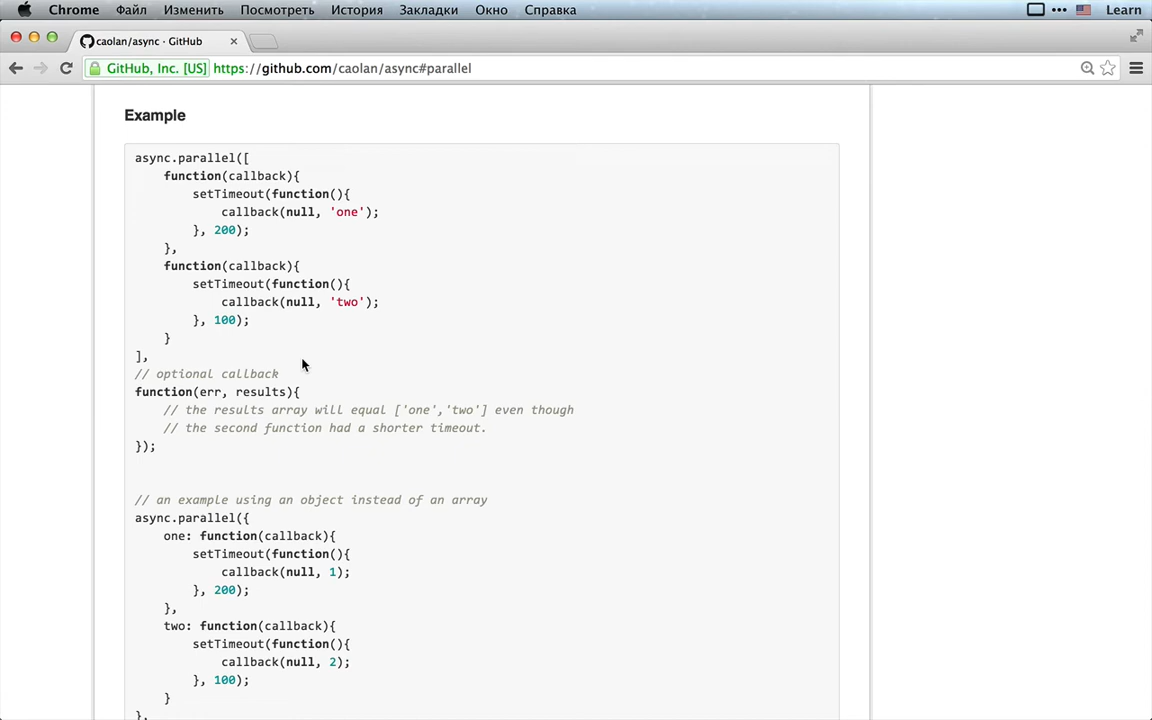 Chrome Файл Изменить Посмотреть История Закладки Окно Справка Learn
caolan/async · GitHub
GitHub, Inc. [US] https://github.com/caolan/async#parallel
Example
async.parallel([
    function(callback){
        setTimeout(function(){
            callback(null, 'one');
        }, 200);
    },
    function(callback){
        setTimeout(function(){
            callback(null, 'two');
        }, 100);
    }
],
// optional callback
function(err, results){
    // the results array will equal ['one','two'] even though
    // the second function had a shorter timeout.
});
// an example using an object instead of an array
async.parallel({
    one: function(callback){
        setTimeout(function(){
            callback(null, 1);
        }, 200);
    },
    two: function(callback){
        setTimeout(function(){
            callback(null, 2);
        }, 100);
    }
},